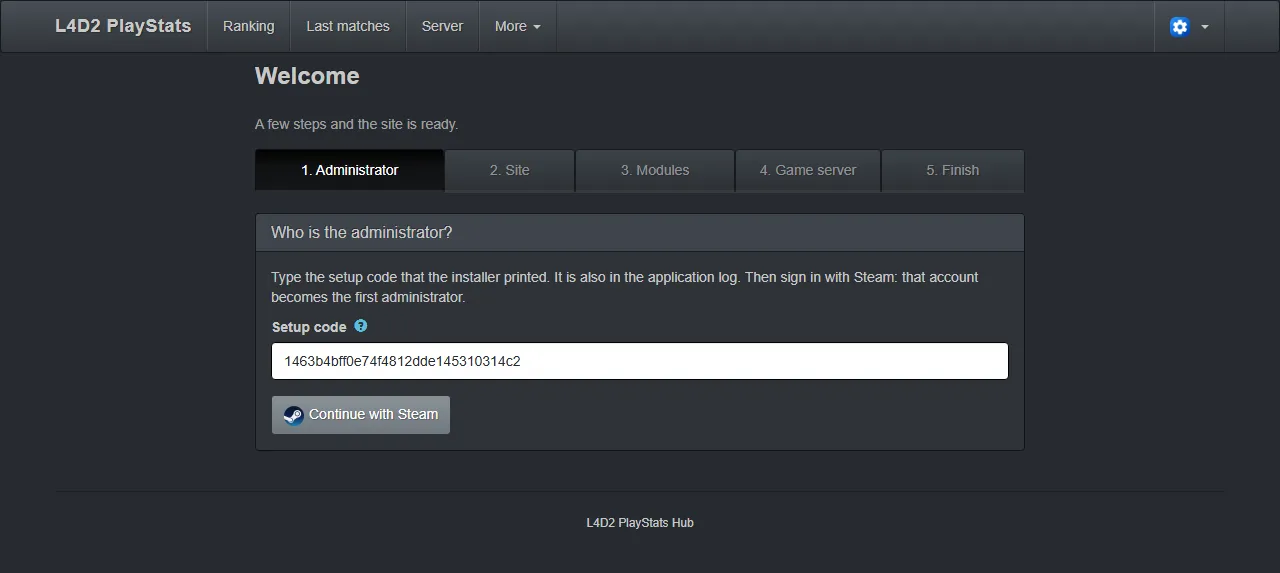 L4D2 PlayStats Ranking Last matches Server More
Welcome
A few steps and the site is ready.
1. Administrator 2. Site 3. Modules 4. Game server 5. Finish
Who is the administrator?
Type the setup code that the installer printed. It is also in the application log. Then sign in with Steam: that account
becomes the first administrator.
Setup code ?
1463b4bff0e74f4812dde145310314c2
Continue with Steam
L4D2 PlayStats Hub